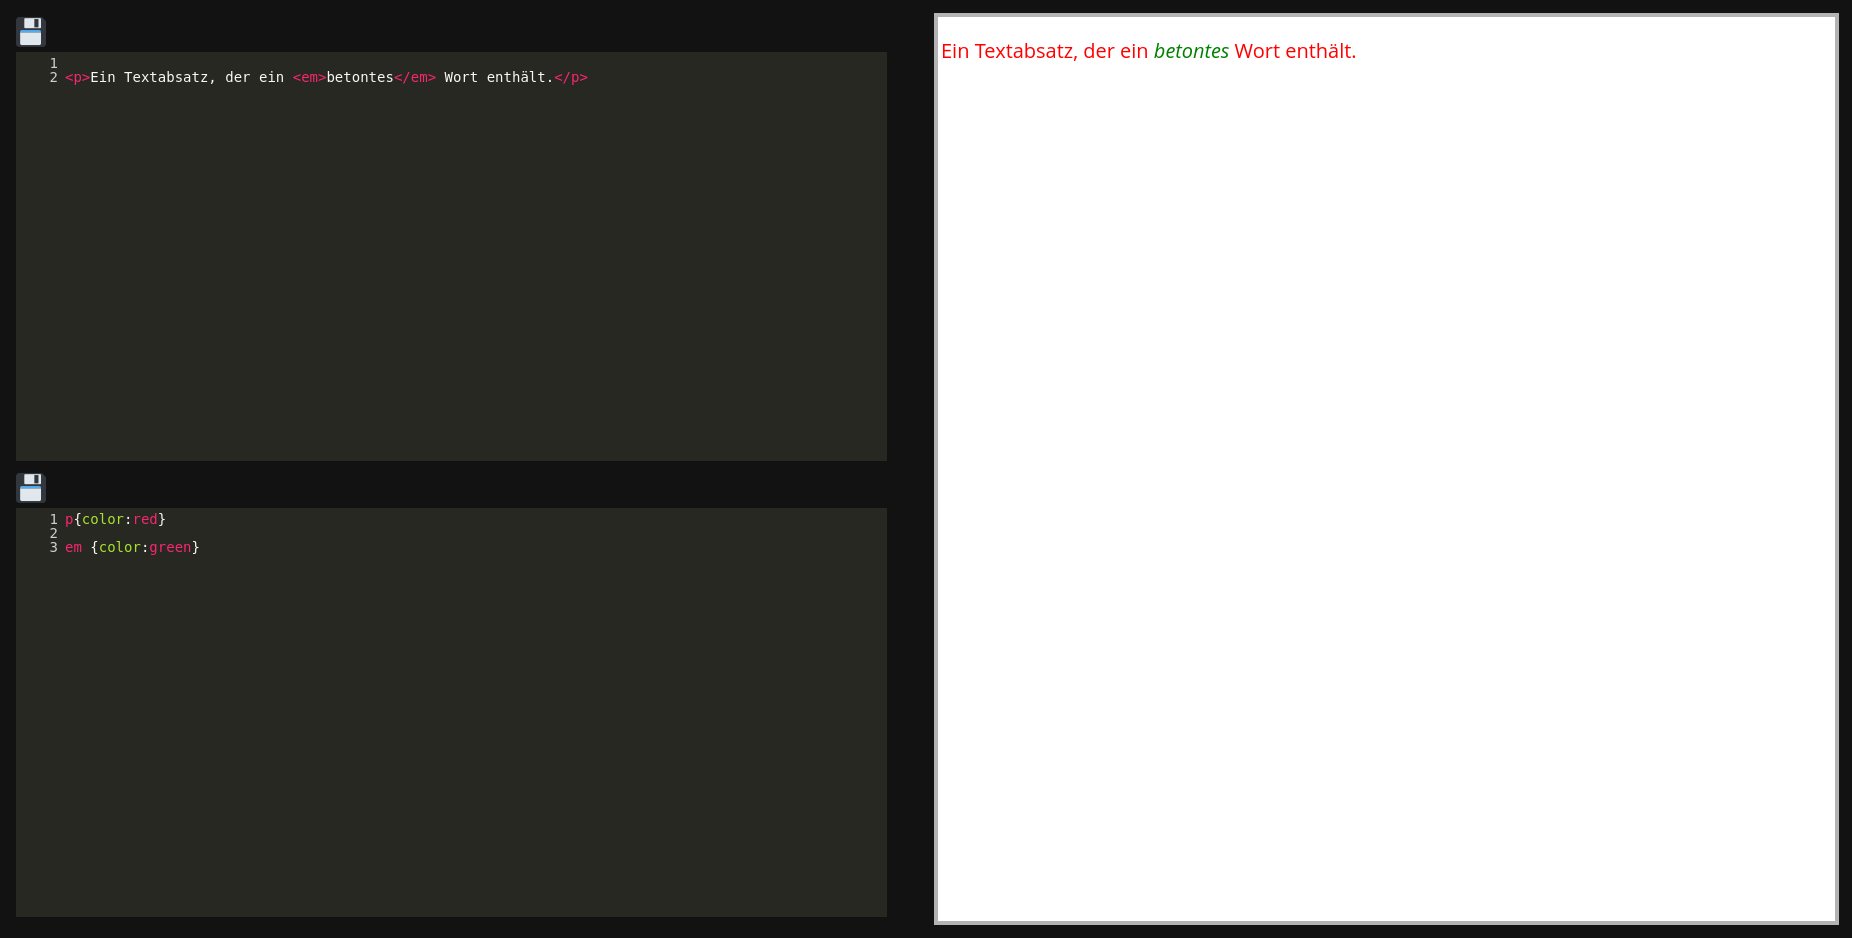 1
2 <p>Ein Textabsatz, der ein <em>betontes</em> Wort enthält.</p>
1 p{color:red}
2
3 em {color:green}
Ein Textabsatz, der ein betontes Wort enthält.